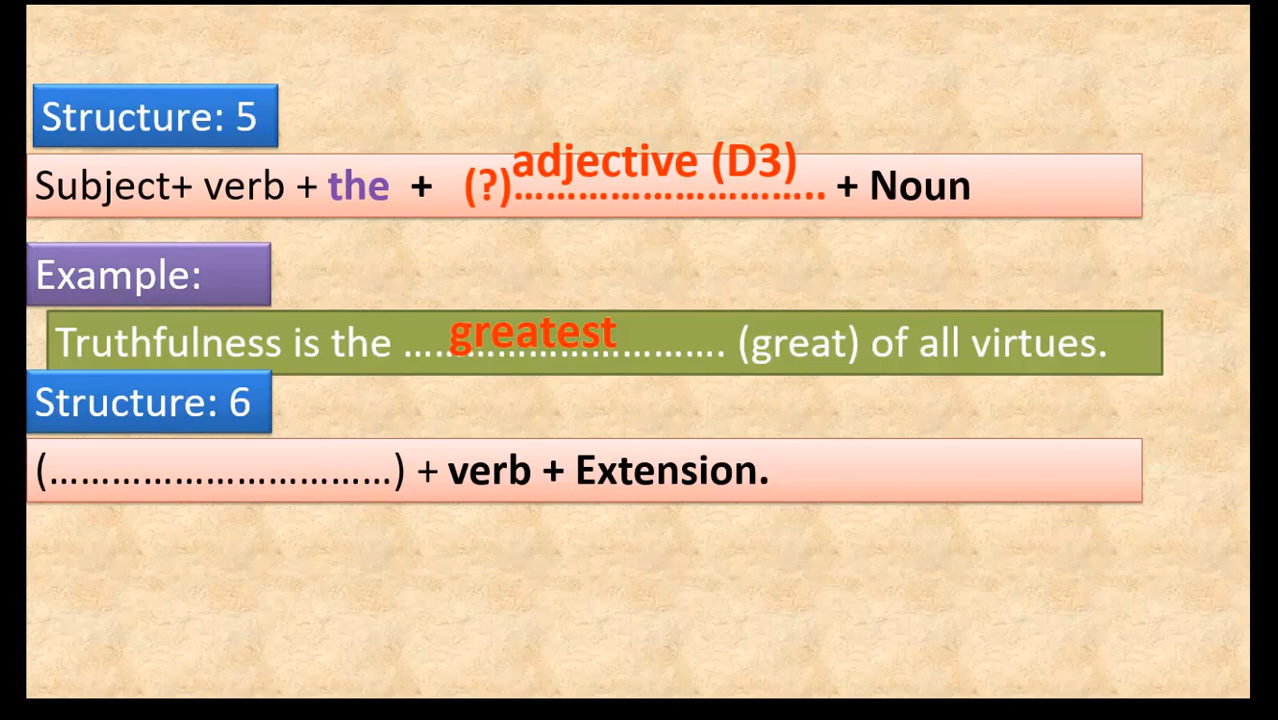 Structure: 5
adjective (D3)
Subject+ verb + the + (?)…………………………….. + Noun
Example:
greatest
Truthfulness is the …………………………….. (great) of all virtues.
Structure: 6
(……………………………) + verb + Extension.